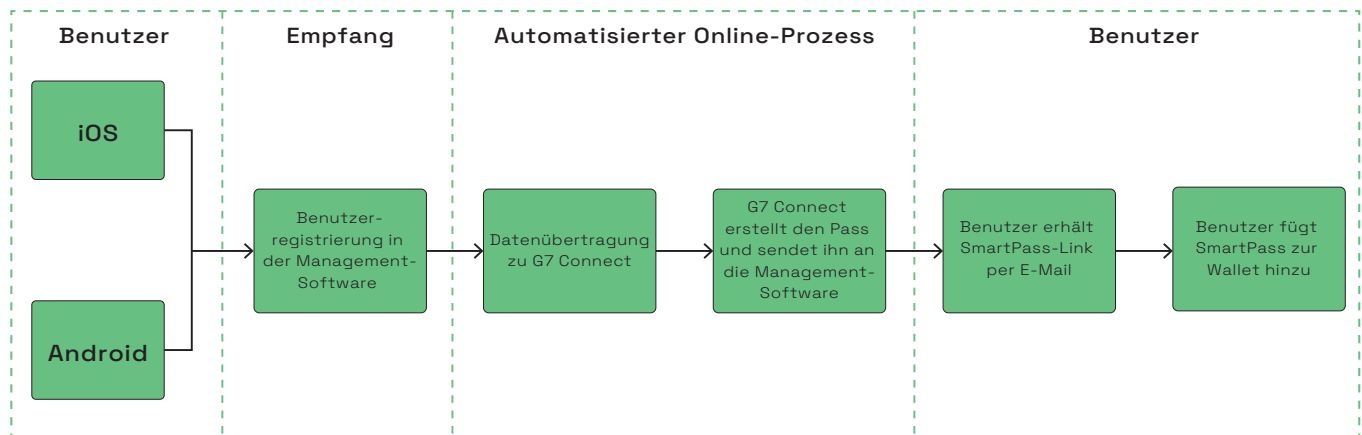 Benutzer
Empfang
Automatisierter Online-Prozess
Benutzer
iOS
Android
Benutzer-
registrierung in
der Management-
Software
Datenübertragung
zu G7 Connect
G7 Connect
erstellt den Pass
und sendet ihn an
die Management-
Software
Benutzer erhält
SmartPass-Link
per E-Mail
Benutzer fügt
SmartPass zur
Wallet hinzu